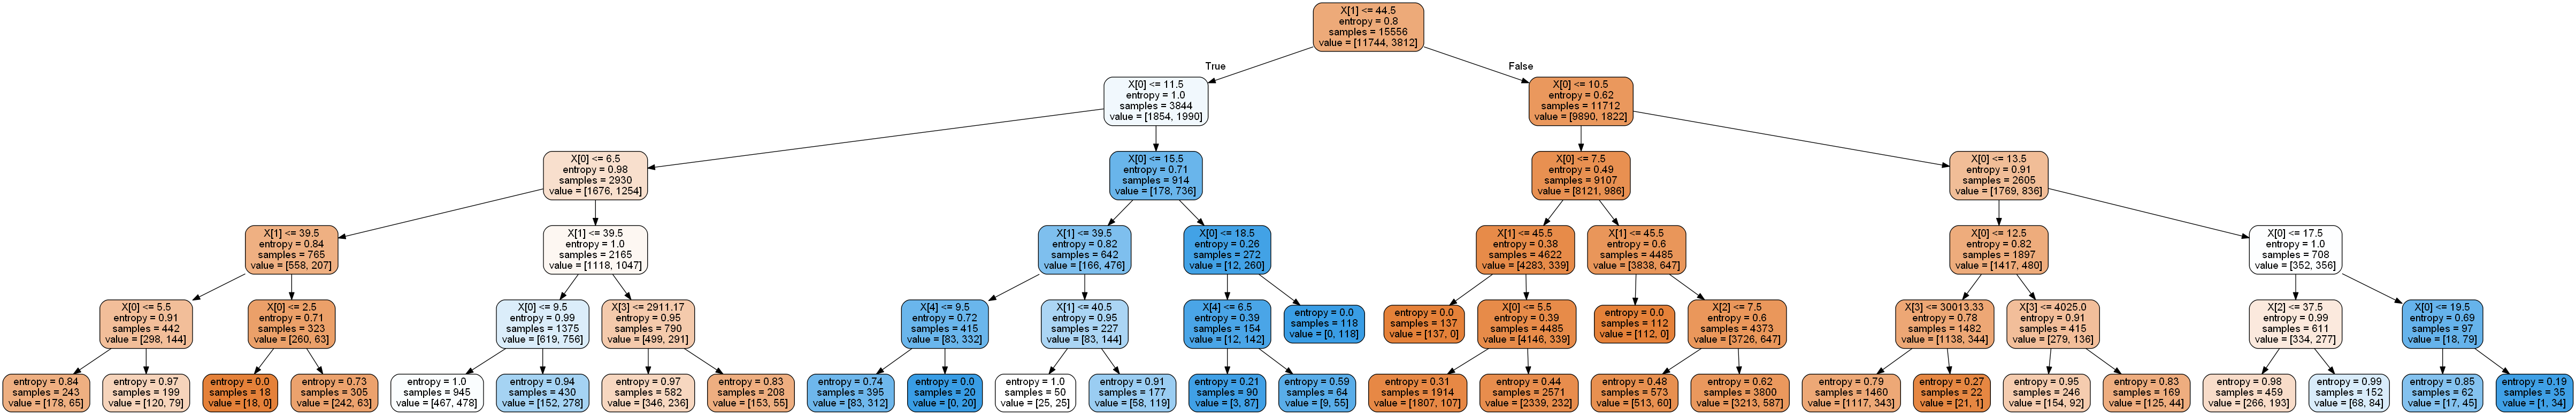 X[1] <= 44.5
entropy = 0.8
samples = 15556
value = [11744, 3812]
True
False
X[0] <= 11.5
entropy = 1.0
samples = 3844
value = [1854, 1990]
X[0] <= 10.5
entropy = 0.62
samples = 11712
value = [9890, 1822]
X[0] <= 6.5
entropy = 0.98
samples = 2930
value = [1676, 1254]
X[0] <= 15.5
entropy = 0.71
samples = 914
value = [178, 736]
X[0] <= 7.5
entropy = 0.49
samples = 9107
value = [8121, 986]
X[0] <= 13.5
entropy = 0.91
samples = 2605
value = [1769, 836]
X[1] <= 39.5
entropy = 0.84
samples = 765
value = [558, 207]
X[1] <= 39.5
entropy = 1.0
samples = 2165
value = [1118, 1047]
X[1] <= 39.5
entropy = 0.82
samples = 642
value = [166, 476]
X[0] <= 18.5
entropy = 0.26
samples = 272
value = [12, 260]
X[1] <= 45.5
entropy = 0.38
samples = 4622
value = [4283, 339]
X[1] <= 45.5
entropy = 0.6
samples = 4485
value = [3838, 647]
X[0] <= 12.5
entropy = 0.82
samples = 1897
value = [1417, 480]
X[0] <= 17.5
entropy = 1.0
samples = 708
value = [352, 356]
X[0] <= 5.5
entropy = 0.91
samples = 442
value = [298, 144]
X[0] <= 2.5
entropy = 0.71
samples = 323
value = [260, 63]
X[0] <= 9.5
entropy = 0.99
samples = 1375
value = [619, 756]
X[3] <= 2911.17
entropy = 0.95
samples = 790
value = [499, 291]
X[4] <= 9.5
entropy = 0.72
samples = 415
value = [83, 332]
X[1] <= 40.5
entropy = 0.95
samples = 227
value = [83, 144]
X[4] <= 6.5
entropy = 0.39
samples = 154
value = [12, 142]
entropy = 0.0
samples = 118
value = [0, 118]
entropy = 0.0
samples = 137
value = [137, 0]
X[0] <= 5.5
entropy = 0.39
samples = 4485
value = [4146, 339]
entropy = 0.0
samples = 112
value = [112, 0]
X[2] <= 7.5
entropy = 0.6
samples = 4373
value = [3726, 647]
X[3] <= 30013.33
entropy = 0.78
samples = 1482
value = [1138, 344]
X[3] <= 4025.0
entropy = 0.91
samples = 415
value = [279, 136]
X[2] <= 37.5
entropy = 0.99
samples = 611
value = [334, 277]
X[0] <= 19.5
entropy = 0.69
samples = 97
value = [18, 79]
entropy = 0.84
samples = 243
value = [178, 65]
entropy = 0.97
samples = 199
value = [120, 79]
entropy = 0.0
samples = 18
value = [18, 0]
entropy = 0.73
samples = 305
value = [242, 63]
entropy = 1.0
samples = 945
value = [467, 478]
entropy = 0.94
samples = 430
value = [152, 278]
entropy = 0.97
samples = 582
value = [346, 236]
entropy = 0.83
samples = 208
value = [153, 55]
entropy = 0.74
samples = 395
value = [83, 312]
entropy = 0.0
samples = 20
value = [0, 20]
entropy = 1.0
samples = 50
value = [25, 25]
entropy = 0.91
samples = 177
value = [58, 119]
entropy = 0.21
samples = 90
value = [3, 87]
entropy = 0.59
samples = 64
value = [9, 55]
entropy = 0.31
samples = 1914
value = [1807, 107]
entropy = 0.44
samples = 2571
value = [2339, 232]
entropy = 0.48
samples = 573
value = [513, 60]
entropy = 0.62
samples = 3800
value = [3213, 587]
entropy = 0.79
samples = 1460
value = [1117, 343]
entropy = 0.27
samples = 22
value = [21, 1]
entropy = 0.95
samples = 246
value = [154, 92]
entropy = 0.83
samples = 169
value = [125, 44]
entropy = 0.98
samples = 459
value = [266, 193]
entropy = 0.99
samples = 152
value = [68, 84]
entropy = 0.85
samples = 62
value = [17, 45]
entropy = 0.19
samples = 35
value = [1, 34]